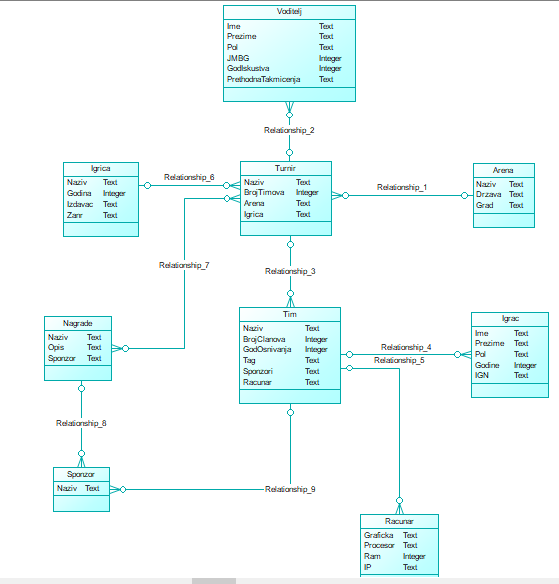 Voditelj
Ime Text
Prezime Text
Pol Text
JMBG Integer
GodIskustva Integer
PrethodnaTakmicenja Text
Relationship_2
Igrica
Naziv Text
Godina Integer
Izdavac Text
Zanr Text
Relationship_6
Turnir
Naziv Text
BrojTimova Integer
Arena Text
Igrica Text
Relationship_1
Arena
Naziv Text
Drzava Text
Grad Text
Relationship_7
Relationship_3
Nagrade
Naziv Text
Opis Text
Sponzor Text
Tim
Naziv Text
BrojClanova Integer
GodOsnivanja Integer
Tag Text
Sponzori Text
Racunar Text
Relationship_4
Relationship_5
Igrac
Ime Text
Prezime Text
Pol Text
Godine Integer
IGN Text
Relationship_8
Sponzor
Naziv Text
Relationship_9
Racunar
Graficka Text
Procesor Text
Ram Integer
IP Text